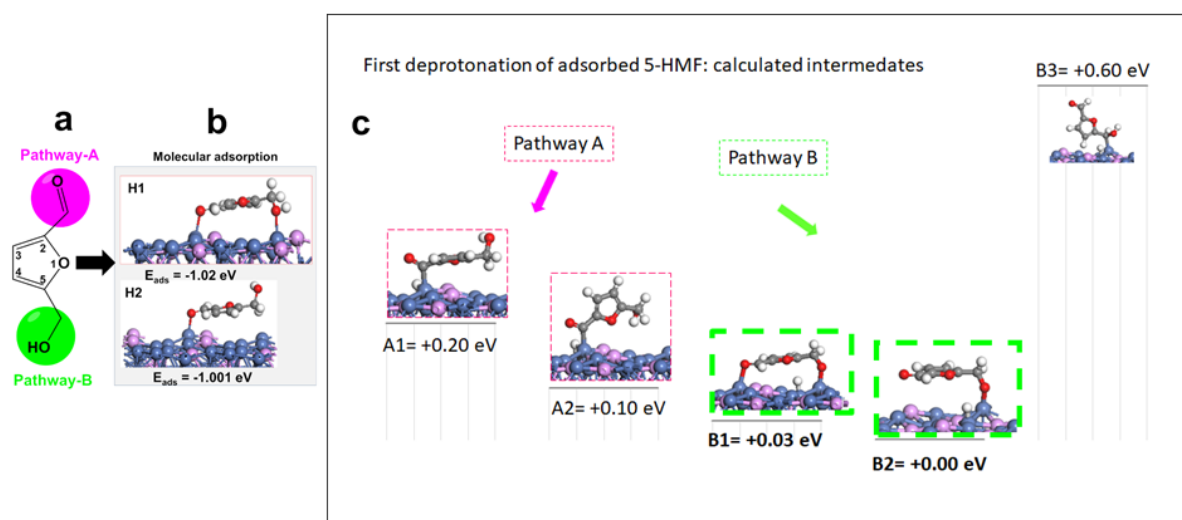 a
Pathway-A
O
2
3
1
O
4
5
HO
Pathway-B
b
Molecular adsorption
H1
E_ads = -1.02 eV
H2
E_ads = -1.001 eV
First deprotonation of adsorbed 5-HMF: calculated intermedates
c
Pathway A
Pathway B
A1= +0.20 eV
A2= +0.10 eV
B1= +0.03 eV
B2= +0.00 eV
B3= +0.60 eV